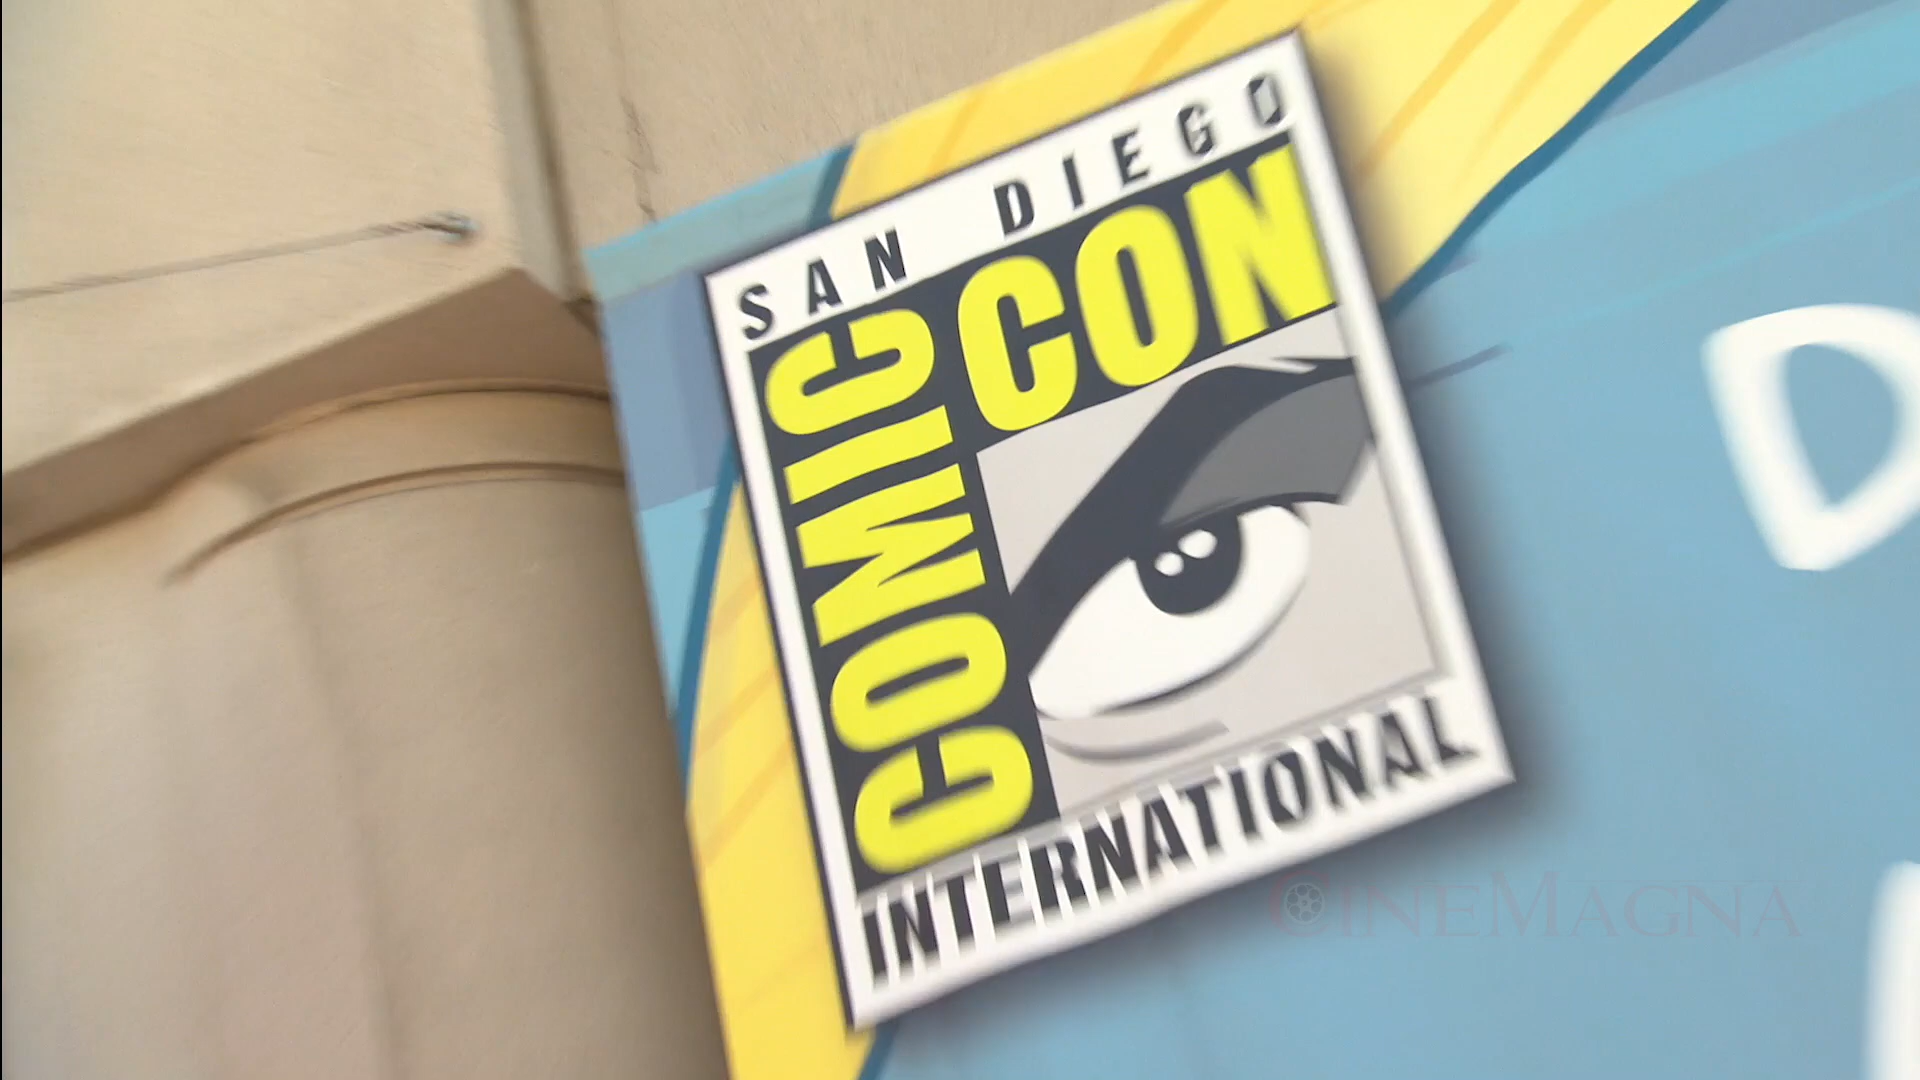 SAN DIEGO
COMIC CON
INTERNATIONAL
D
CINEMAGNA